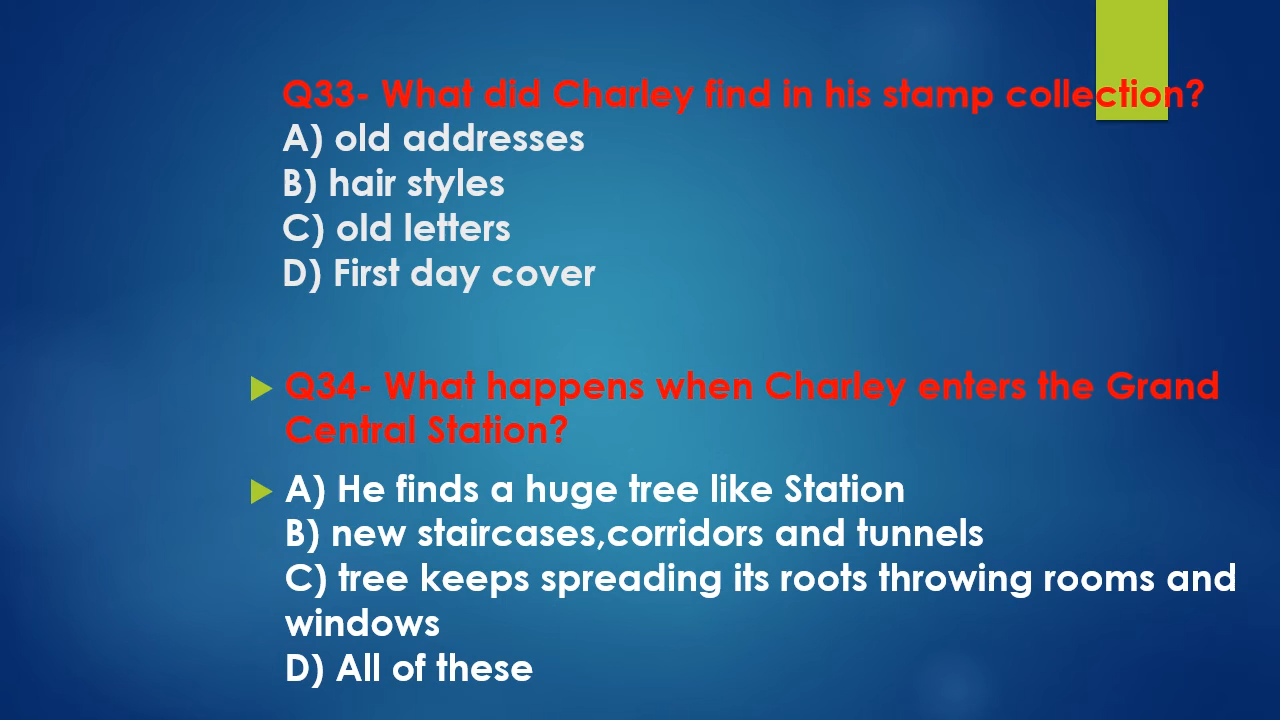 Q33- What did Charley find in his stamp collection?
A) old addresses
B) hair styles
C) old letters
D) First day cover
Q34- What happens when Charley enters the Grand
Central Station?
A) He finds a huge tree like Station
B) new staircases,corridors and tunnels
C) tree keeps spreading its roots throwing rooms and
windows
D) All of these